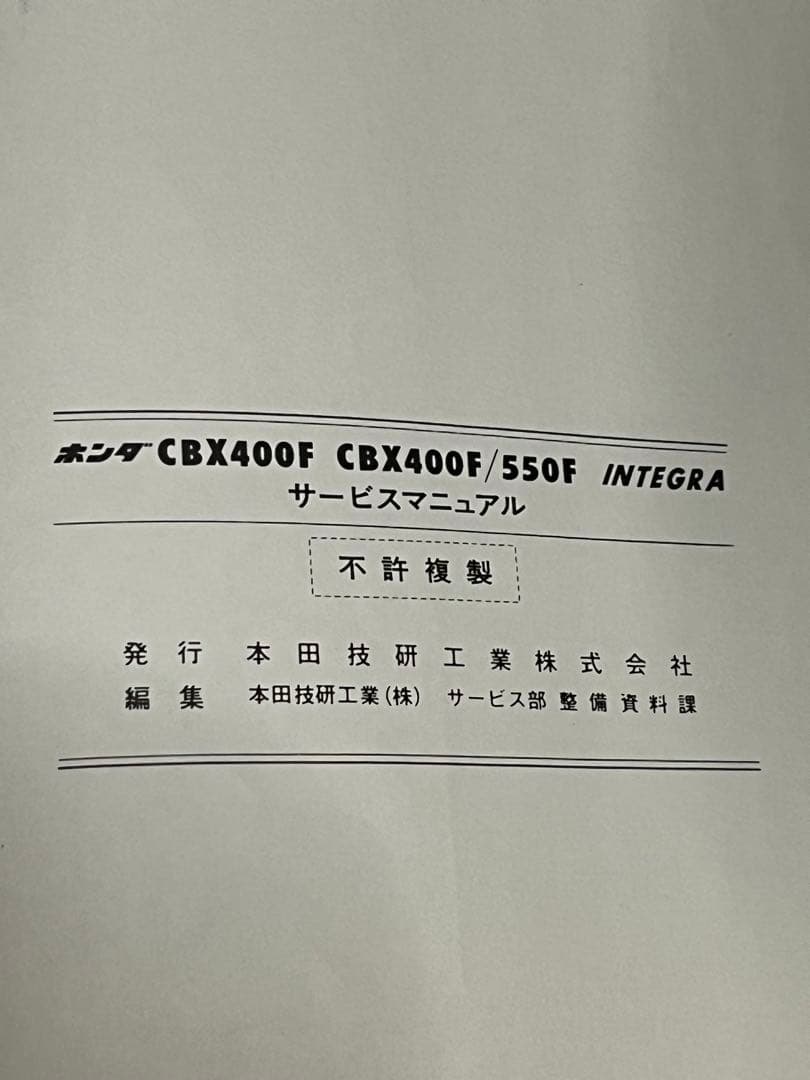 ホンダ CBX400F CBX400F/550F INTEGRA
サービスマニュアル
不許複製
発行 本田技研工業株式会社
編集 本田技研工業(株) サービス部 整備資料課